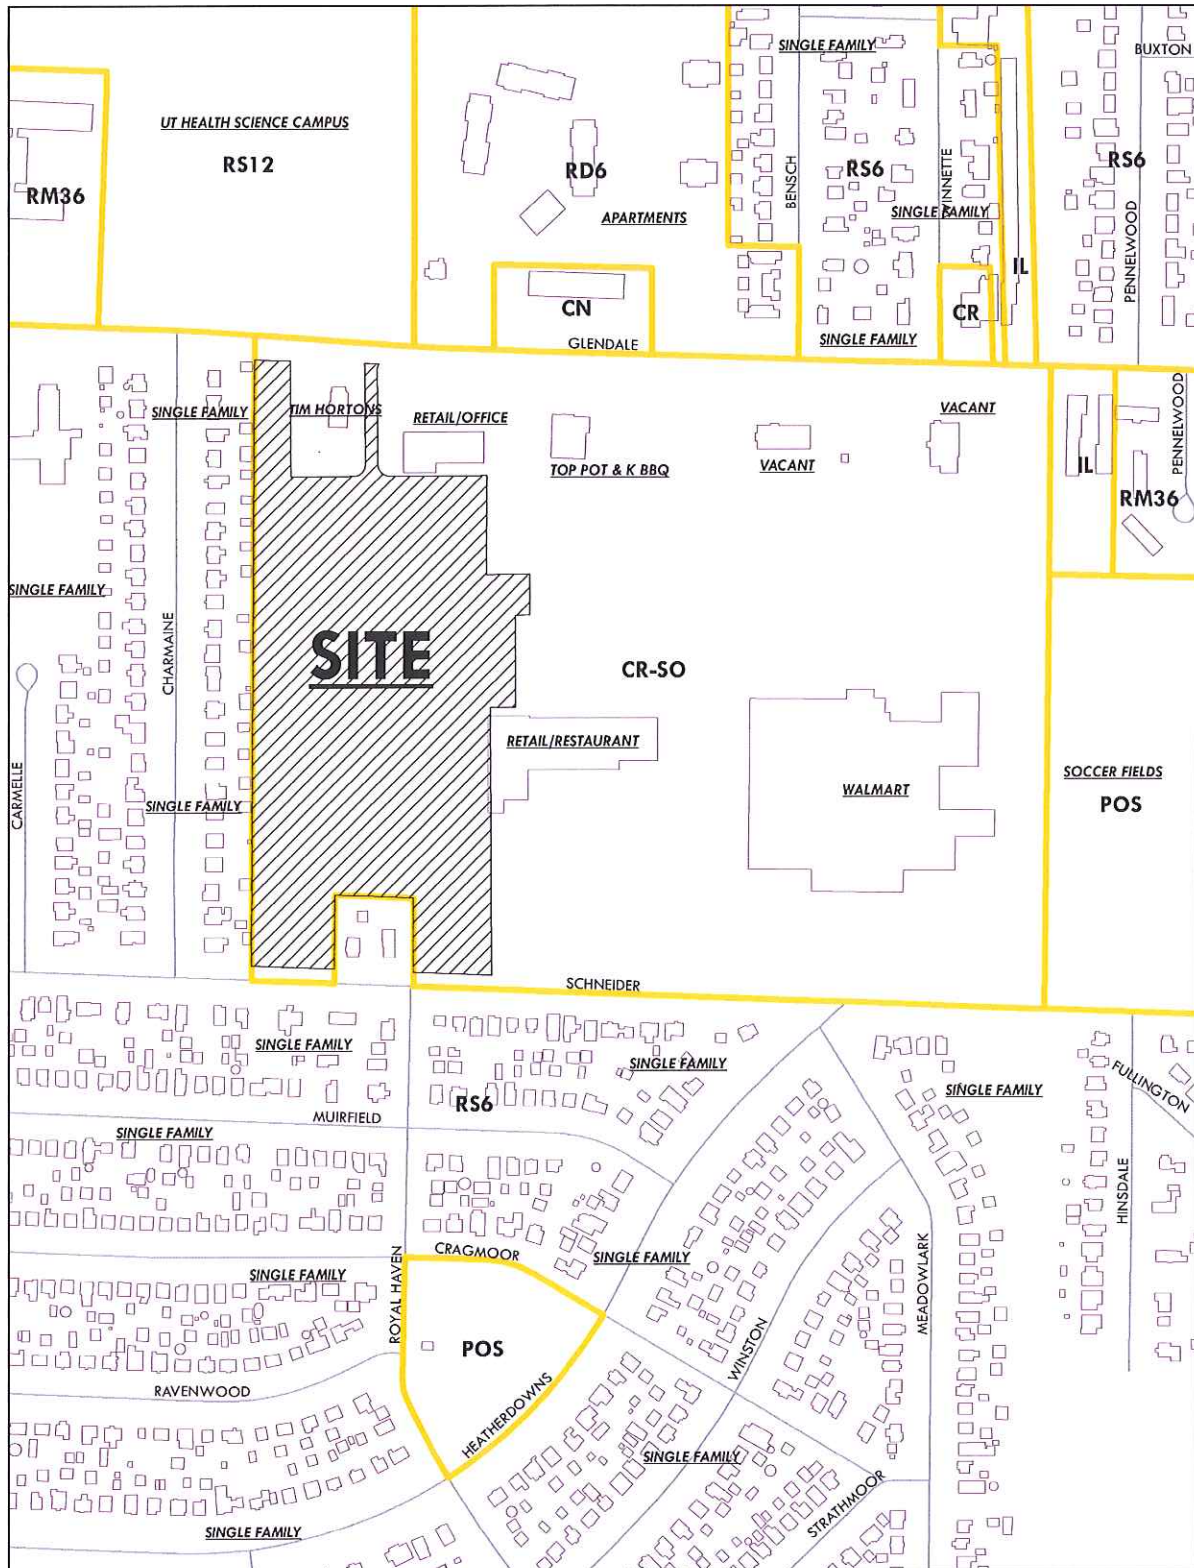 SINGLE FAMILY
BUXTON
UT HEALTH SCIENCE CAMPUS
RS12
RM36
RD6
APARTMENTS
BENSCH
RS6
SINGLE FAMILY
WINNETTE
RS6
PENNELWOOD
IL
CN
CR
GLENDALE
SINGLE FAMILY
SINGLE FAMILY
TIM HORTONS
RETAIL/OFFICE
TOP POT & K BBQ
VACANT
VACANT
IL
RM36
PENNELWOOD
SINGLE FAMILY
CHARMAINE
SITE
CR-SO
RETAIL/RESTAURANT
WALMART
SOCCER FIELDS
POS
CARMELLE
SINGLE FAMILY
SCHNEIDER
SINGLE FAMILY
SINGLE FAMILY
SINGLE FAMILY
FULLINGTON
RS6
MUIRFIELD
SINGLE FAMILY
HINSDALE
CRAGMOOR
SINGLE FAMILY
SINGLE FAMILY
ROYAL HAVEN
MEADOWLARK
POS
WINSTON
RAVENWOOD
HEATHERDOWNS
SINGLE FAMILY
STRATHMOOR
SINGLE FAMILY